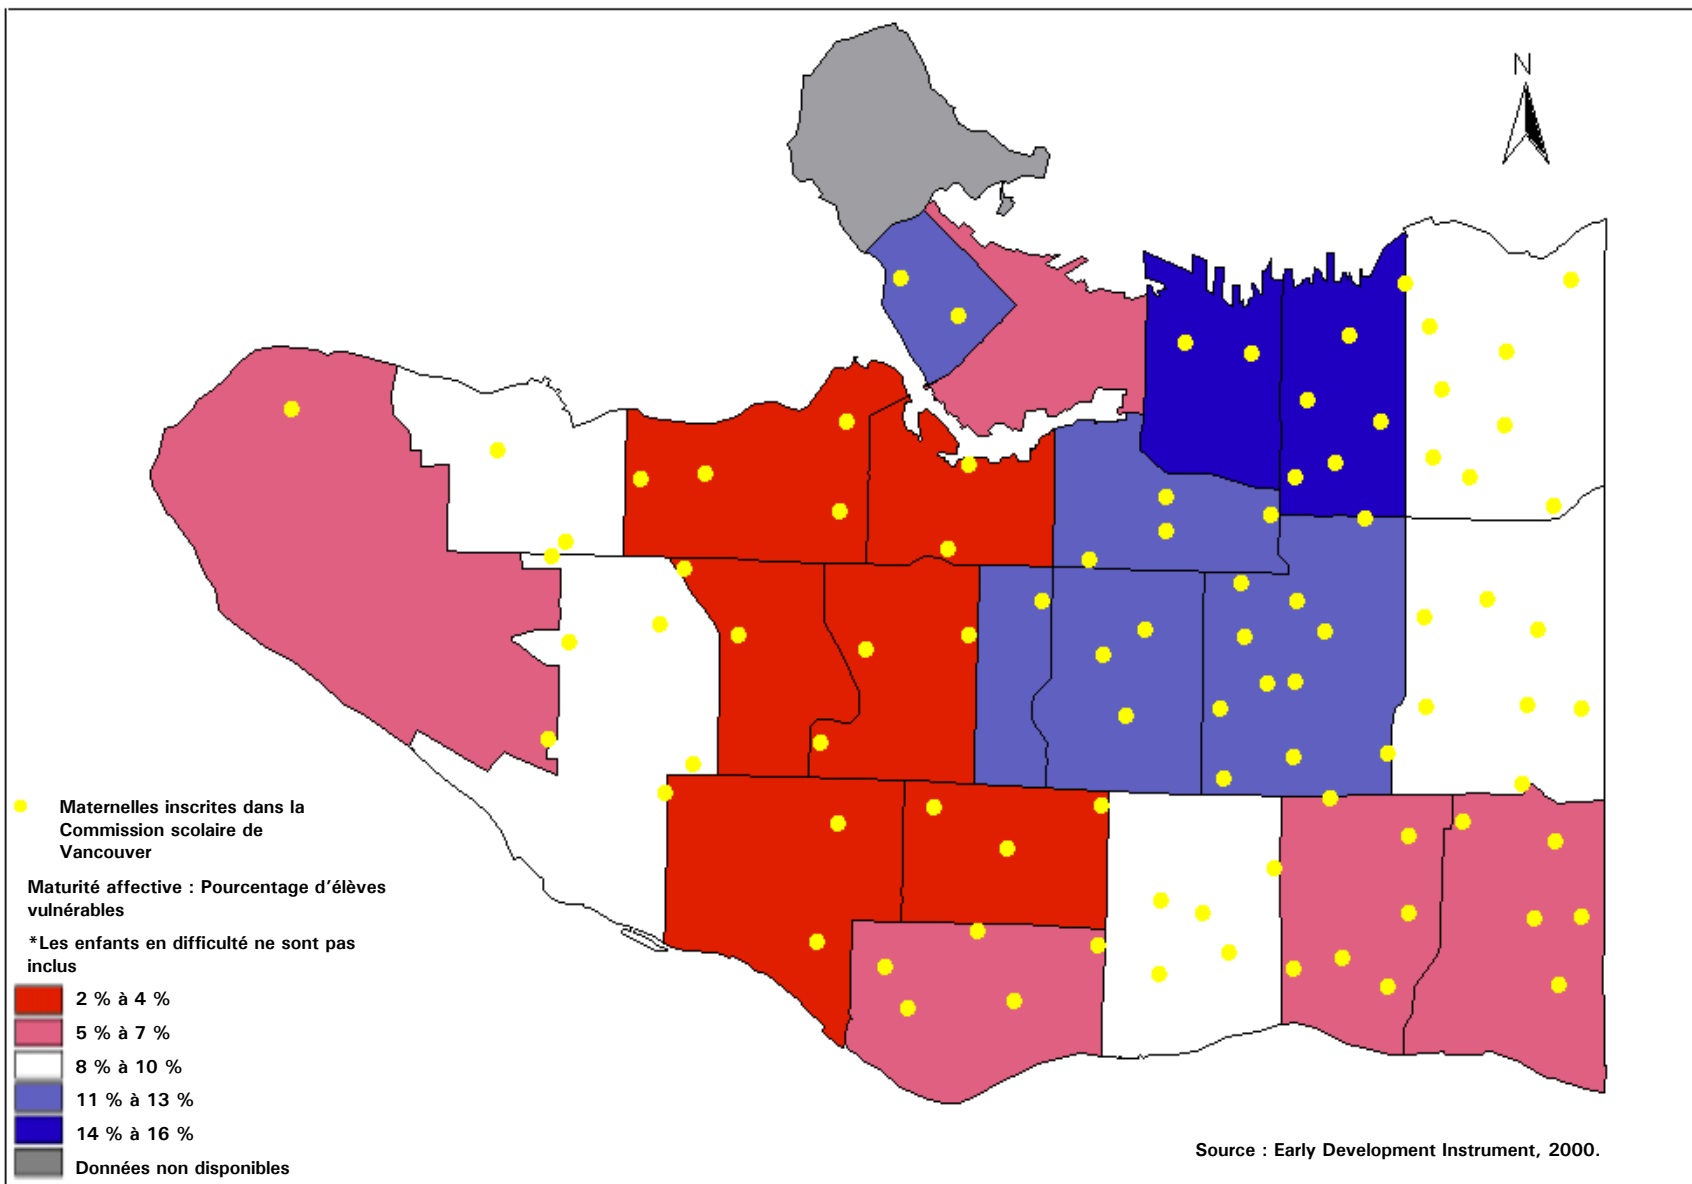 N
Maternelles inscrites dans la
Commission scolaire de
Vancouver
Maturité affective : Pourcentage d'élèves
vulnérables
*Les enfants en difficulté ne sont pas
inclus
2 % à 4 %
5 % à 7 %
8 % à 10 %
11 % à 13 %
14 % à 16 %
Données non disponibles
Source : Early Development Instrument, 2000.